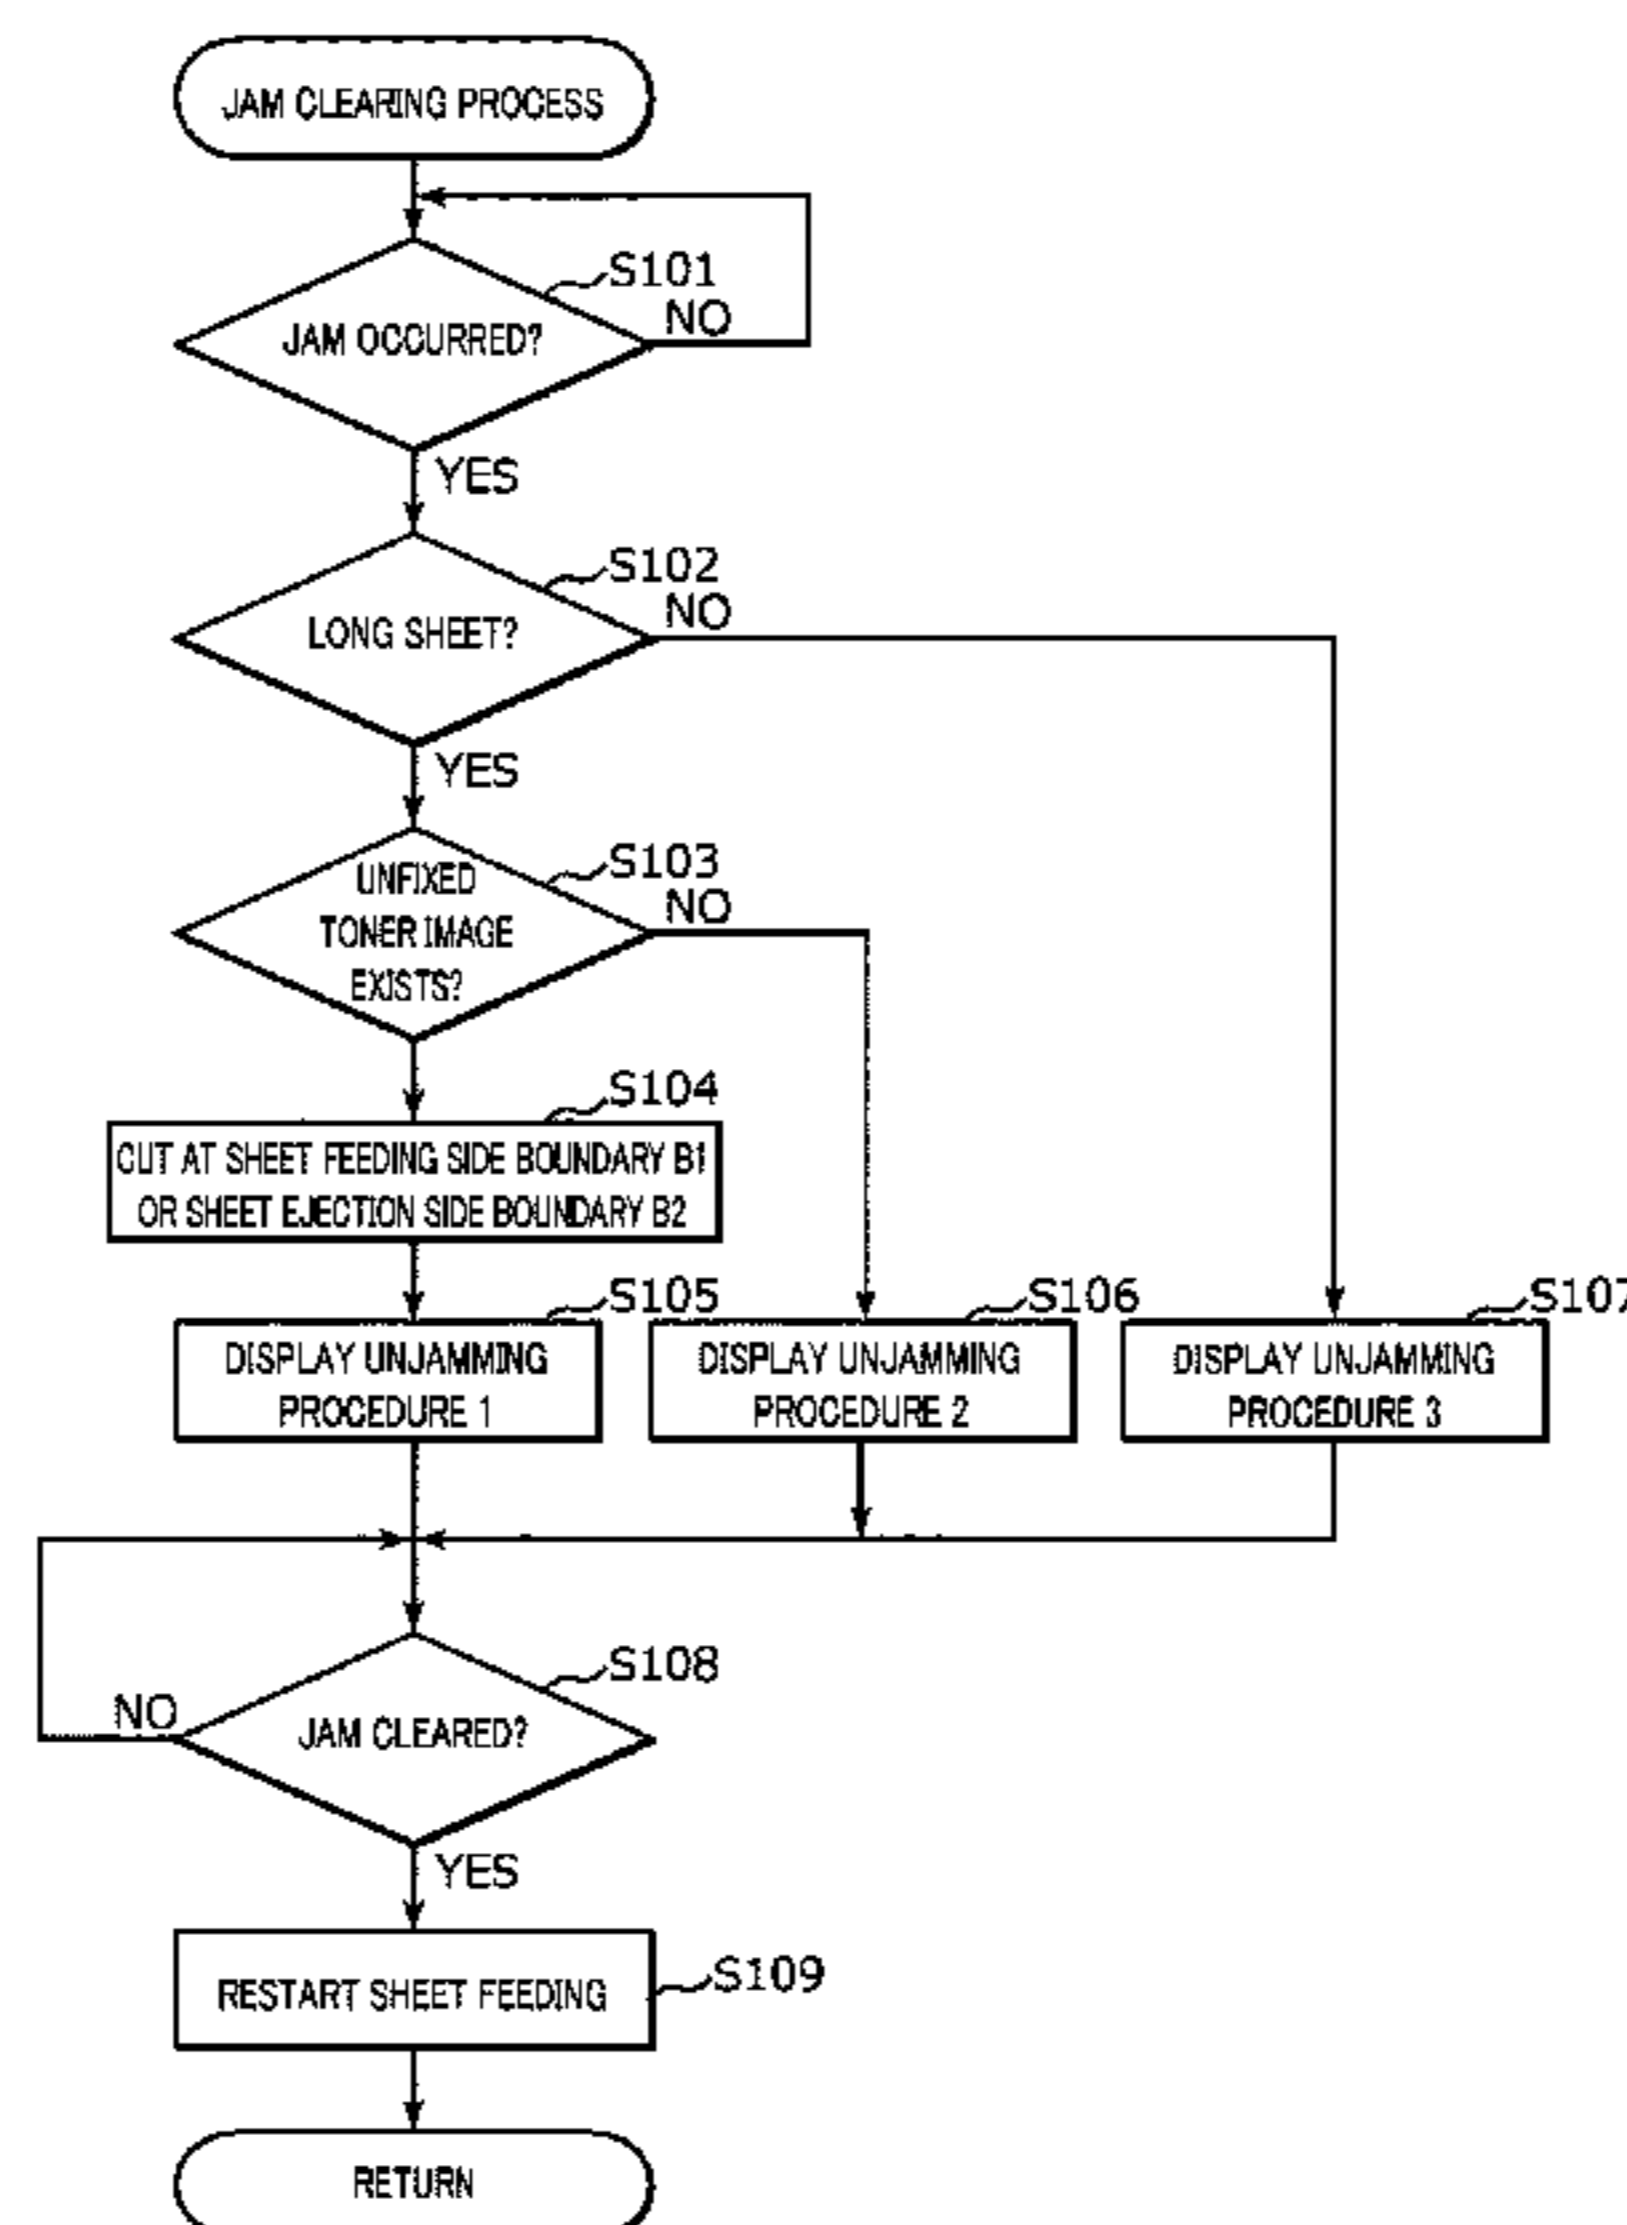 JAM CLEARING PROCESS
S101
JAM OCCURRED?
NO
YES
S102
LONG SHEET?
NO
YES
S103
UNFIXED
TONER IMAGE
EXISTS?
NO
S104
CUT AT SHEET FEEDING SIDE BOUNDARY B1
OR SHEET EJECTION SIDE BOUNDARY B2
S105
DISPLAY UNJAMMING
PROCEDURE 1
S106
DISPLAY UNJAMMING
PROCEDURE 2
S107
DISPLAY UNJAMMING
PROCEDURE 3
S108
JAM CLEARED?
NO
YES
RESTART SHEET FEEDING
S109
RETURN